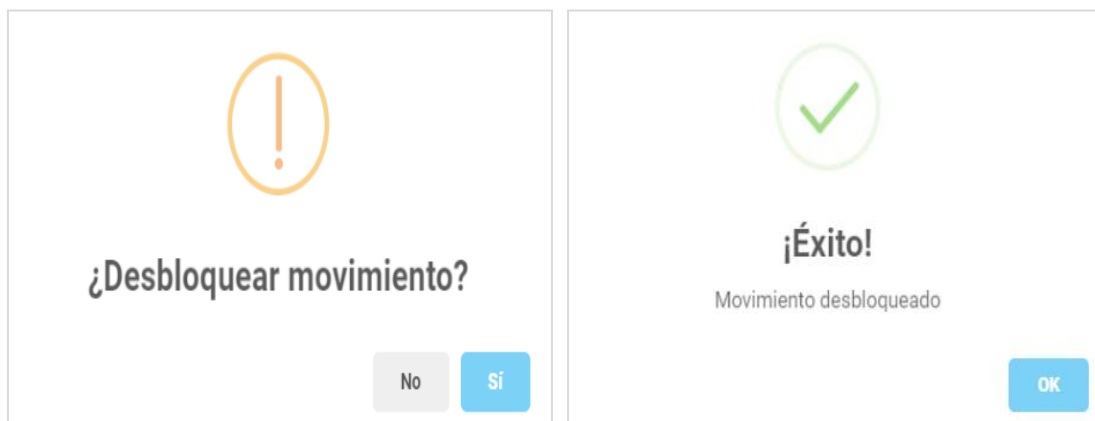 ¿Desbloquear movimiento?
No
Sí
¡Éxito!
Movimiento desbloqueado
OK